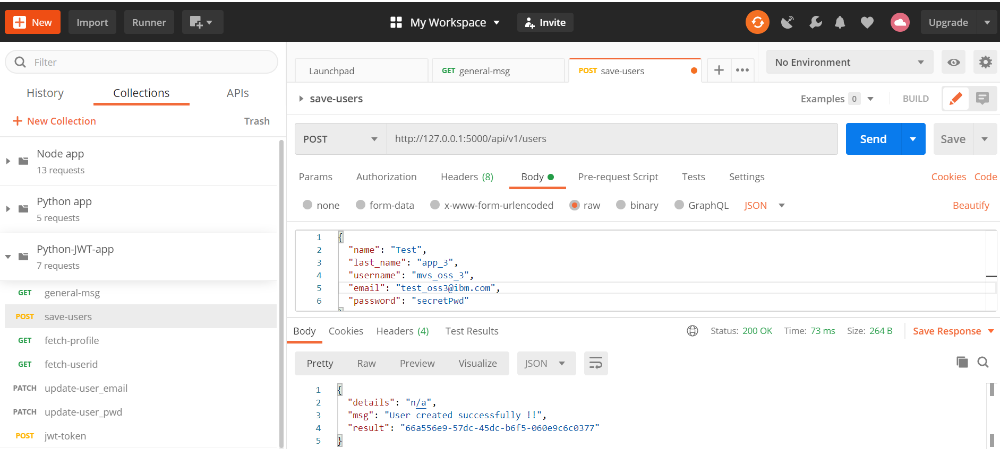 New Import Runner My Workspace Invite Upgrade
Filter
History Collections APIs
New Collection Trash
Node app
13 requests
Python app
5 requests
Python-JWT-app
7 requests
GET general-msg
POST save-users
GET fetch-profile
GET fetch-userid
PATCH update-user_email
PATCH update-user_pwd
POST jwt-token
Launchpad GET general-msg POST save-users No Environment
save-users Examples 0 BUILD
POST http://127.0.0.1:5000/api/v1/users Send Save
Params Authorization Headers (8) Body Pre-request Script Tests Settings Cookies Code
none form-data x-www-form-urlencoded raw binary GraphQL JSON Beautify
1 {
2 "name": "Test",
3 "last_name": "app_3",
4 "username": "mvs_oss_3",
5 "email": "test_oss3@ibm.com",
6 "password": "secretPwd"
Body Cookies Headers (4) Test Results Status: 200 OK Time: 73 ms Size: 264 B Save Response
Pretty Raw Preview Visualize JSON
1 {
2 "details": "n/a",
3 "msg": "User created successfully !!",
4 "result": "66a556e9-57dc-45dc-b6f5-060e9c6c0377"
5 }